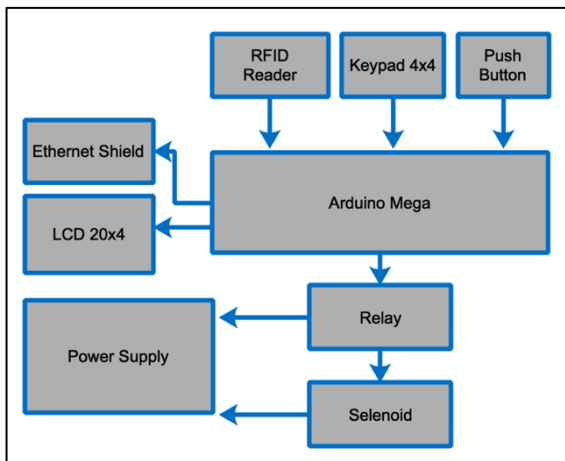 RFID
Reader
Keypad 4x4
Push
Button
Ethernet Shield
Arduino Mega
LCD 20x4
Relay
Power Supply
Selenoid